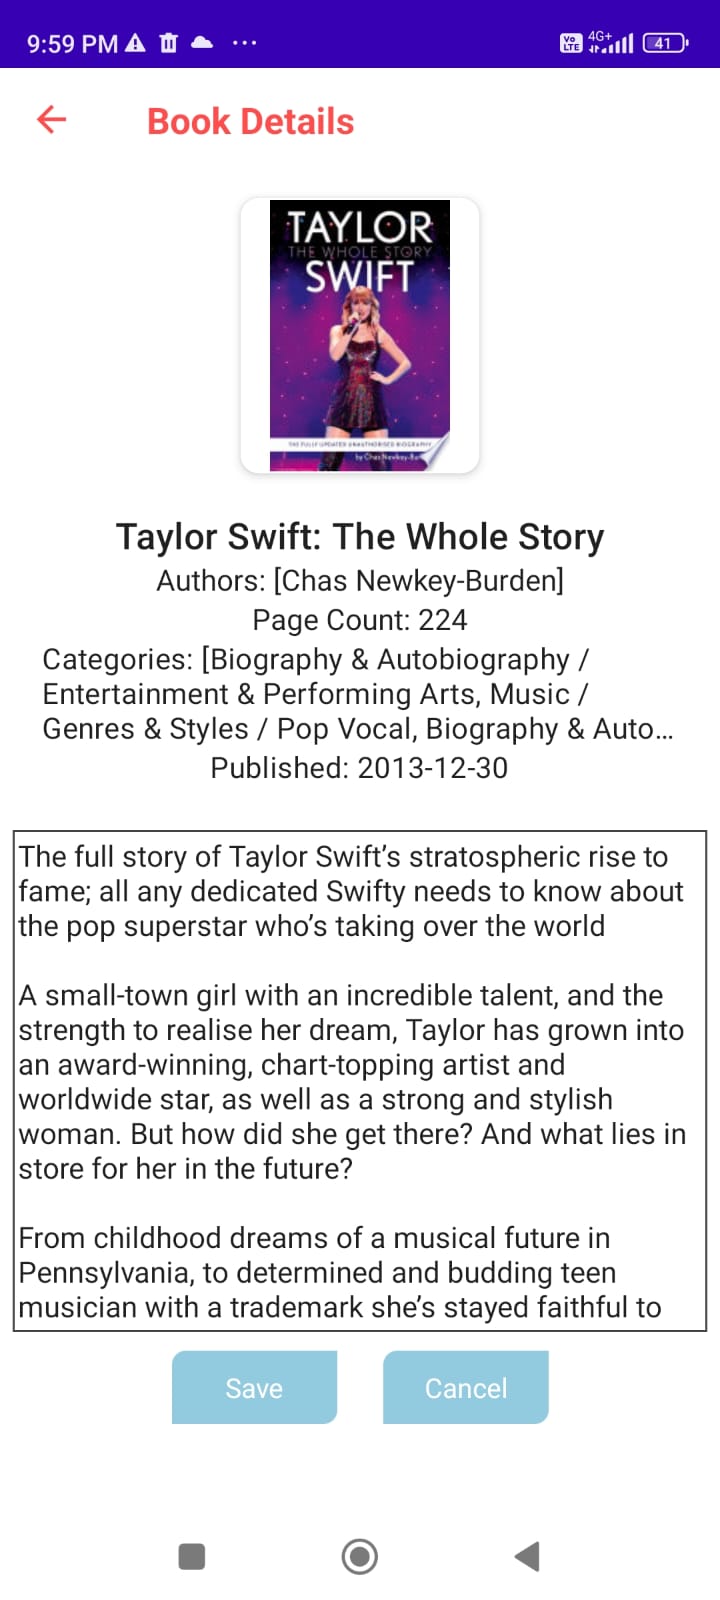 9:59 PM
Vo LTE 4G+ 41
Book Details
TAYLOR
THE WHOLE STORY
SWIFT
THE FULLY UPDATED UNAUTHORISED BIOGRAPHY
by Chas Newkey-Bur
Taylor Swift: The Whole Story
Authors: [Chas Newkey-Burden]
Page Count: 224
Categories: [Biography & Autobiography /
Entertainment & Performing Arts, Music /
Genres & Styles / Pop Vocal, Biography & Auto...
Published: 2013-12-30
The full story of Taylor Swift’s stratospheric rise to
fame; all any dedicated Swifty needs to know about
the pop superstar who’s taking over the world
A small-town girl with an incredible talent, and the
strength to realise her dream, Taylor has grown into
an award-winning, chart-topping artist and
worldwide star, as well as a strong and stylish
woman. But how did she get there? And what lies in
store for her in the future?
From childhood dreams of a musical future in
Pennsylvania, to determined and budding teen
musician with a trademark she’s stayed faithful to
Save
Cancel